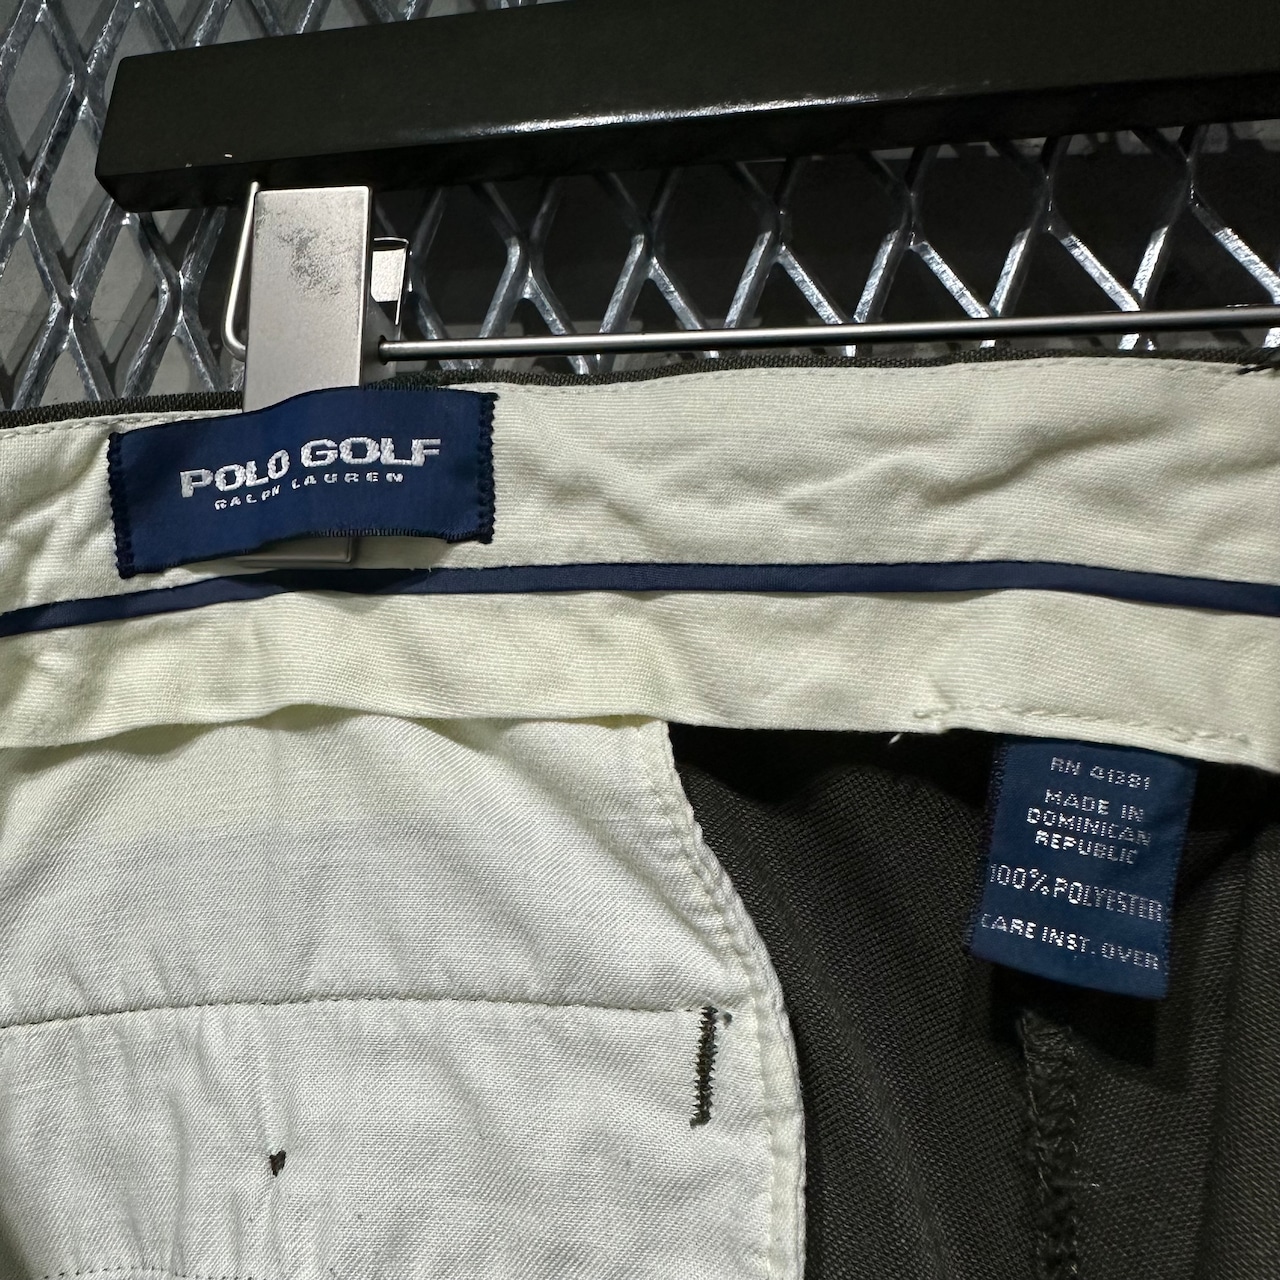 POLO GOLF
RALPH LAUREN
RN 41381
MADE IN
DOMINICAN
REPUBLIC
100% POLYESTER
CARE INST. OVER